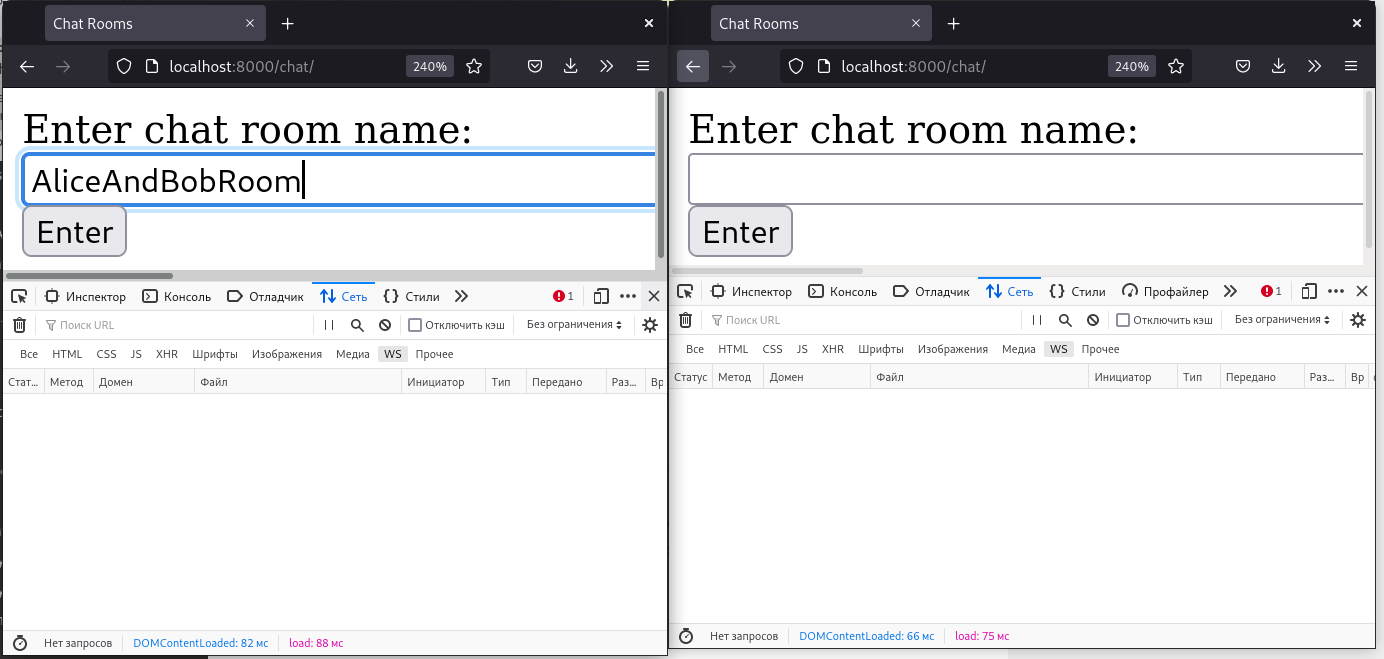 Chat Rooms
localhost:8000/chat/ 240%
Enter chat room name:
AliceAndBobRoom
Enter
Инспектор Консоль Отладчик Сеть Стили 1
Поиск URL Отключить кэш Без ограничения
Все HTML CSS JS XHR Шрифты Изображения Медиа WS Прочее
Стат... Метод Домен Файл Инициатор Тип Передано Раз... Вр
Нет запросов DOMContentLoaded: 82 мс load: 88 мс
Chat Rooms
localhost:8000/chat/ 240%
Enter chat room name:
Enter
Инспектор Консоль Отладчик Сеть Стили Профайлер 1
Поиск URL Отключить кэш Без ограничения
Все HTML CSS JS XHR Шрифты Изображения Медиа WS Прочее
Статус Метод Домен Файл Инициатор Тип Передано Раз... Вр
Нет запросов DOMContentLoaded: 66 мс load: 75 мс